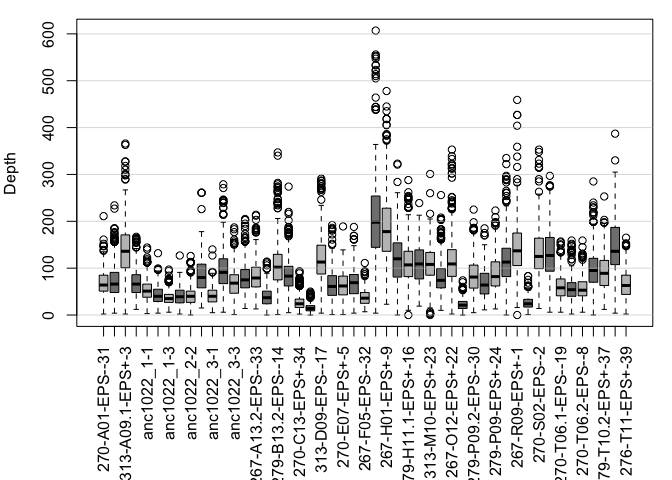 Depth
600
500
400
300
200
100
0
270-A01-EPS--31
313-A09.1-EPS+-3
anc1022_1-1
anc1022_1-3
anc1022_2-2
anc1022_3-1
anc1022_3-3
267-A13.2-EPS--33
279-B13.2-EPS--14
270-C13-EPS+-34
313-D09-EPS--17
270-E07-EPS+-5
267-F05-EPS--32
267-H01-EPS+-9
79-H11.1-EPS+-16
313-M10-EPS+-23
267-O12-EPS+-22
279-P09.2-EPS--30
279-P09-EPS+-24
267-R09-EPS+-1
270-S02-EPS--2
270-T06.1-EPS--19
270-T06.2-EPS--8
79-T10.2-EPS+-37
276-T11-EPS+-39